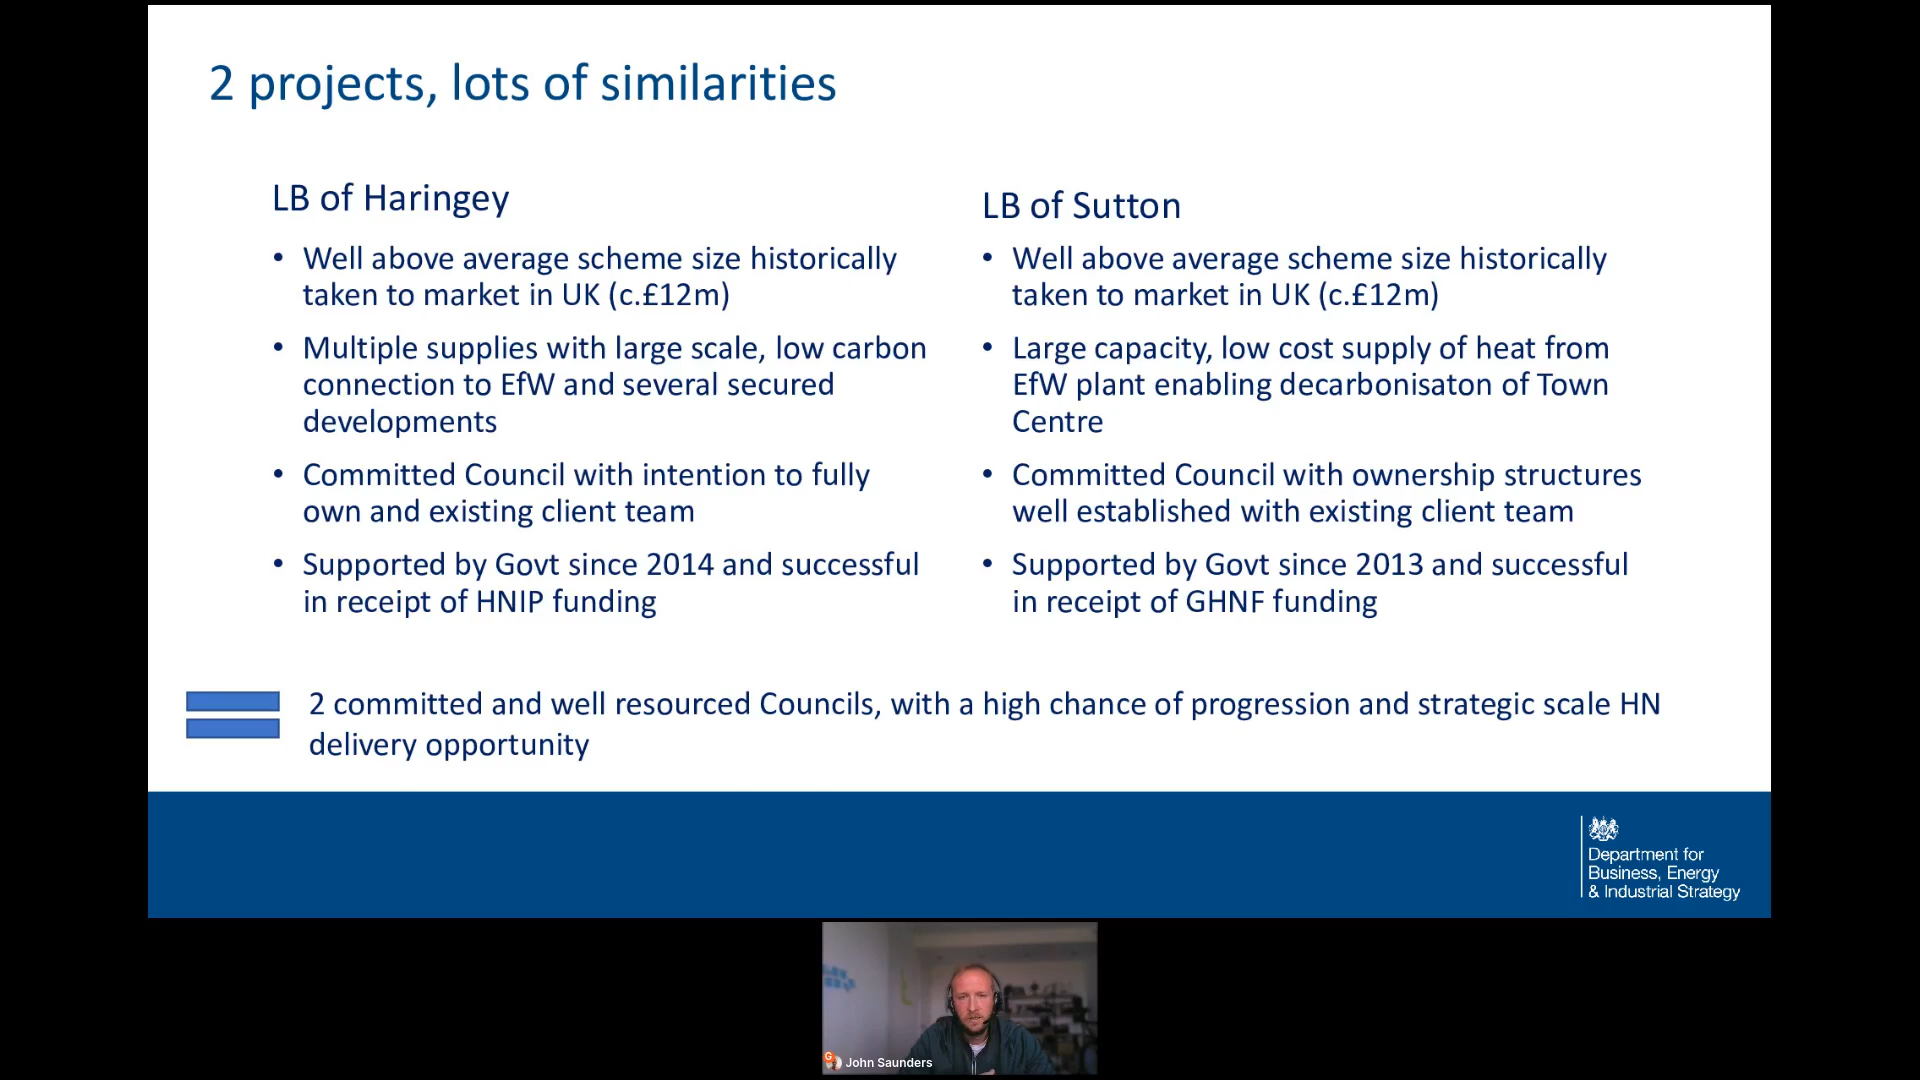 2 projects, lots of similarities
LB of Haringey
• Well above average scheme size historically
taken to market in UK (c.£12m)
• Multiple supplies with large scale, low carbon
connection to EfW and several secured
developments
• Committed Council with intention to fully
own and existing client team
• Supported by Govt since 2014 and successful
in receipt of HNIP funding
LB of Sutton
• Well above average scheme size historically
taken to market in UK (c.£12m)
• Large capacity, low cost supply of heat from
EfW plant enabling decarbonisaton of Town
Centre
• Committed Council with ownership structures
well established with existing client team
• Supported by Govt since 2013 and successful
in receipt of GHNF funding
2 committed and well resourced Councils, with a high chance of progression and strategic scale HN
delivery opportunity
Department for
Business, Energy
& Industrial Strategy
G
John Saunders